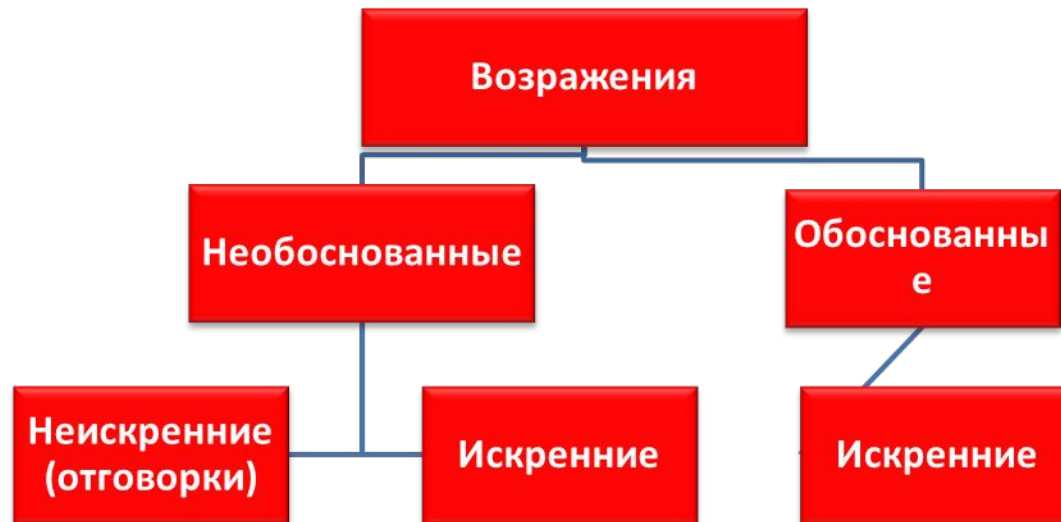 Возражения
Необоснованные
Обоснованны
е
Неискренние
(отговорки)
Искренние
Искренние